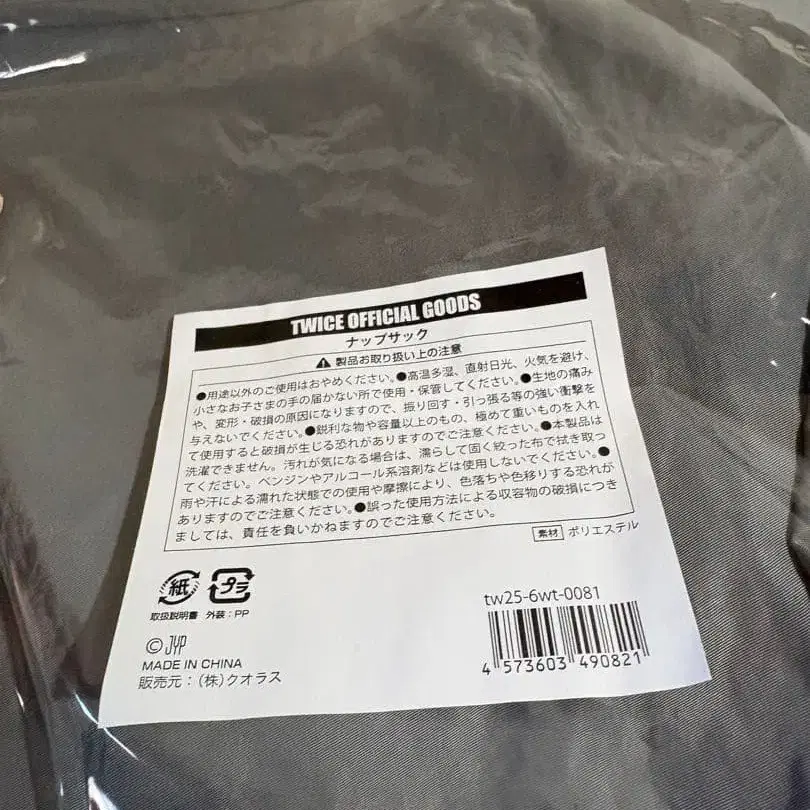 TWICE OFFICIAL GOODS
ナップサック
製品お取り扱い上の注意
●用途以外のご使用はおやめください。●高温多湿、直射日光、火気を避け、
小さなお子さまの手の届かない所で使用・保管してください。●生地の痛み
や、変形・破損の原因になりますので、振り回す・引っ張る等の強い衝撃を
与えないでください。●鋭利な物や容量以上のもの、極めて重いものを入れ
て使用すると破損が生じる恐れがありますのでご注意ください。●本製品は
洗濯できません。汚れが気になる場合は、濡らして固く絞った布で拭き取っ
てください。ベンジンやアルコール系溶剤などは使用しないでください。●
雨や汗による濡れた状態での使用や摩擦により、色落ちや色移りする恐れが
ありますのでご注意ください。●誤った使用方法による収容物の破損につき
ましては、責任を負いかねますのでご注意ください。
素材 ポリエステル
紙 プラ
取扱説明書 外装：PP
tw25-6wt-0081
4 573603 490821
©JYP
MADE IN CHINA
販売元：(株)クオラス